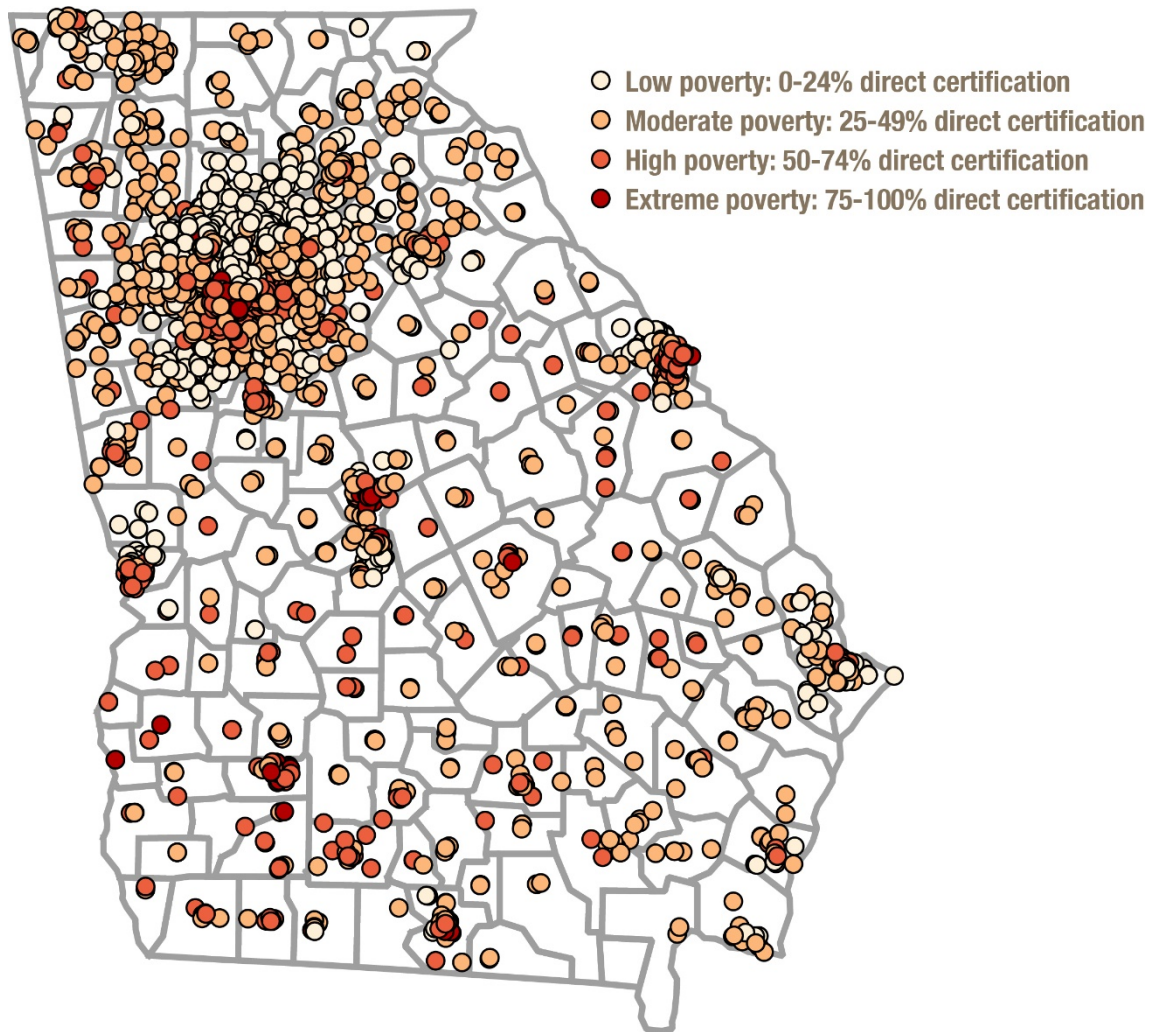 Low poverty: 0-24% direct certification
Moderate poverty: 25-49% direct certification
High poverty: 50-74% direct certification
Extreme poverty: 75-100% direct certification